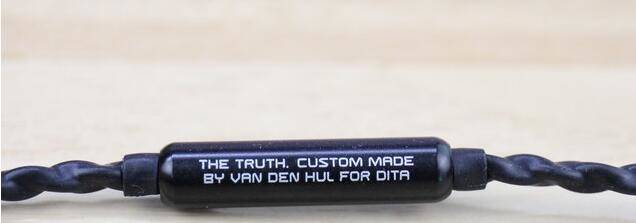 THE TRUTH. CUSTOM MADE
BY VAN DEN HUL FOR DITA